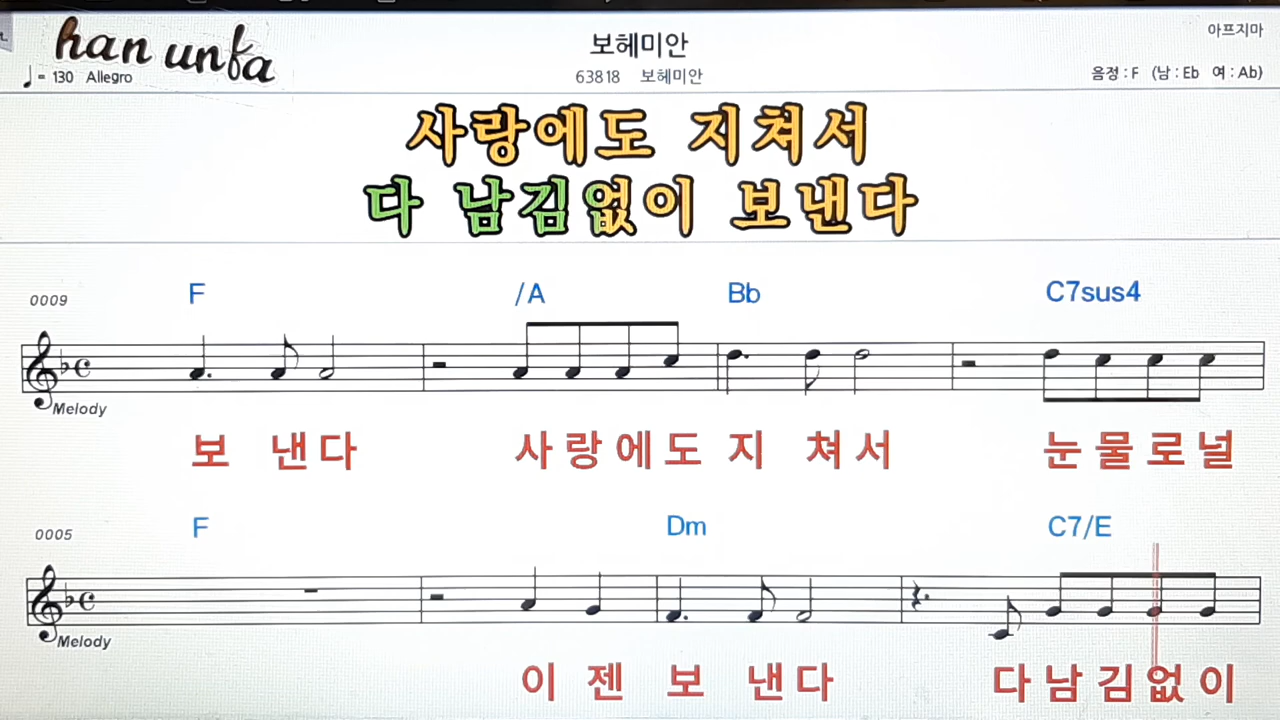 han unfa
♩= 130 Allegro
보헤미안
63818 보헤미안
아프지마
음정 : F (남 : Eb 여 : Ab)
사랑에도 지쳐서
다 남김없이 보낸다
0009 F /A Bb C7sus4
Melody
보 낸다 사랑에도 지 쳐서 눈물로널
0005 F Dm C7/E
Melody
이 젠 보 낸다 다남김없이